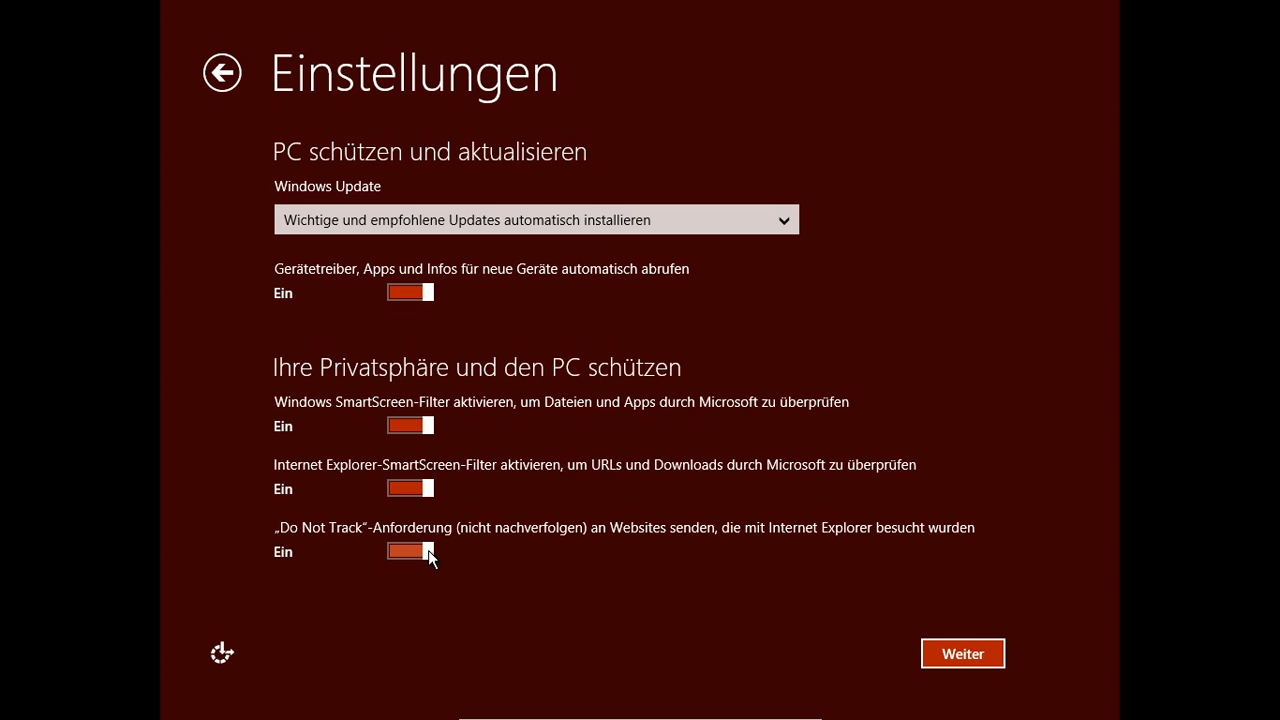 Einstellungen
PC schützen und aktualisieren
Windows Update
Wichtige und empfohlene Updates automatisch installieren
Gerätetreiber, Apps und Infos für neue Geräte automatisch abrufen
Ein
Ihre Privatsphäre und den PC schützen
Windows SmartScreen-Filter aktivieren, um Dateien und Apps durch Microsoft zu überprüfen
Ein
Internet Explorer-SmartScreen-Filter aktivieren, um URLs und Downloads durch Microsoft zu überprüfen
Ein
„Do Not Track“-Anforderung (nicht nachverfolgen) an Websites senden, die mit Internet Explorer besucht wurden
Ein
Weiter